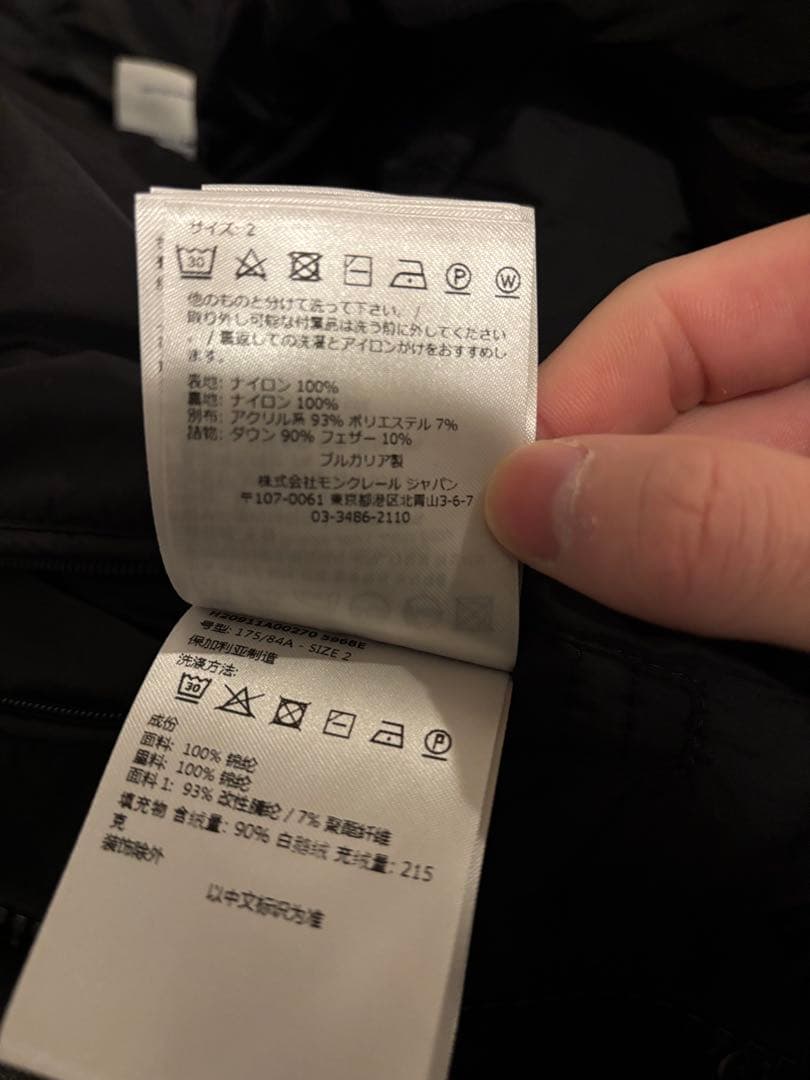 サイズ: 2
30
P
W
他のものと分けて洗って下さい。/
取り外し可能な付属品は洗う前に外してください
。/ 裏返しての洗濯とアイロンがけをおすすめし
ます。
表地: ナイロン 100%
裏地: ナイロン 100%
別布: アクリル系 93% ポリエステル 7%
詰物: ダウン 90% フェザー 10%
ブルガリア製
株式会社モンクレール ジャパン
〒107-0061 東京都港区北青山3-6-7
03-3486-2110
H20911A00270 5968E
号型: 175/84A - SIZE 2
保加利亚制造
洗涤方法:
30
P
成份
面料: 100% 锦纶
里料: 100% 锦纶
面料 1: 93% 改性腈纶 / 7% 聚酯纤维
填充物 含绒量: 90% 白鹅绒 充绒量: 215
克
装饰除外
以中文标识为准